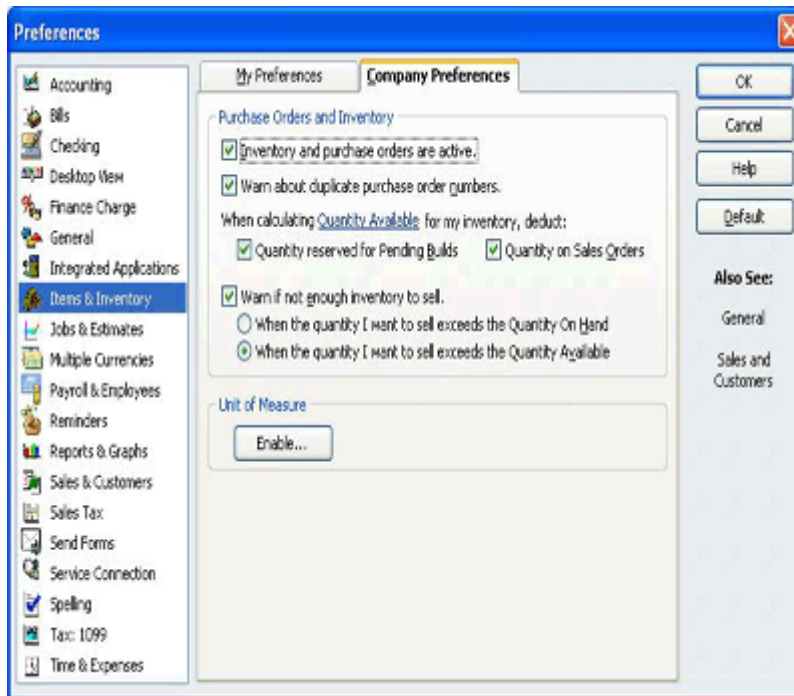 Preferences
Accounting
Bills
Checking
Desktop View
Finance Charge
General
Integrated Applications
Items & Inventory
Jobs & Estimates
Multiple Currencies
Payroll & Employees
Reminders
Reports & Graphs
Sales & Customers
Sales Tax
Send Forms
Service Connection
Spelling
Tax: 1099
Time & Expenses
My Preferences
Company Preferences
Purchase Orders and Inventory
Inventory and purchase orders are active.
Warn about duplicate purchase order numbers.
When calculating Quantity Available for my inventory, deduct:
Quantity reserved for Pending Builds
Quantity on Sales Orders
Warn if not enough inventory to sell.
When the quantity I want to sell exceeds the Quantity On Hand
When the quantity I want to sell exceeds the Quantity Available
Unit of Measure
Enable...
OK
Cancel
Help
Default
Also See:
General
Sales and
Customers